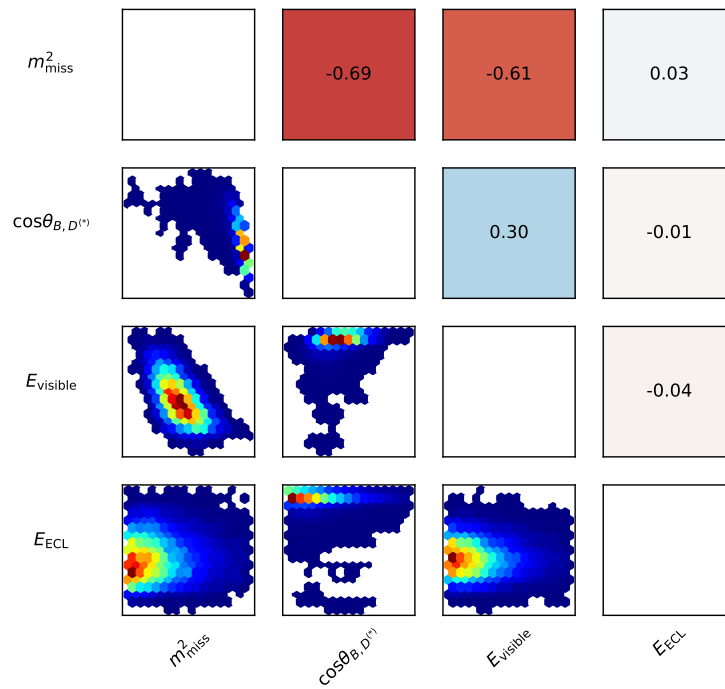 m²miss -0.69 -0.61 0.03
cosθB, D(*) 0.30 -0.01
Evisible -0.04
EECL
m²miss cosθB, D(*) Evisible EECL